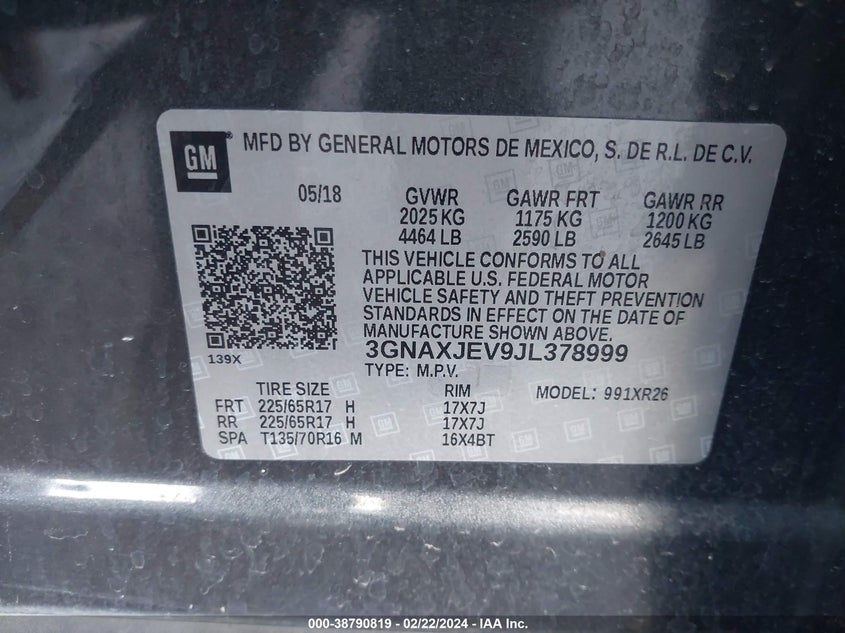 GM
MFD BY GENERAL MOTORS DE MEXICO, S. DE R.L. DE C.V.
05/18 GVWR GAWR FRT GAWR RR
2025 KG 1175 KG 1200 KG
4464 LB 2590 LB 2645 LB
THIS VEHICLE CONFORMS TO ALL
APPLICABLE U.S. FEDERAL MOTOR
VEHICLE SAFETY AND THEFT PREVENTION
STANDARDS IN EFFECT ON THE DATE OF
MANUFACTURE SHOWN ABOVE.
139X
3GNAXJEV9JL378999
TYPE: M.P.V.
TIRE SIZE RIM MODEL: 991XR26
FRT 225/65R17 H 17X7J
RR 225/65R17 H 17X7J
SPA T135/70R16 M 16X4BT
000-38790819 - 02/22/2024 - IAA Inc.